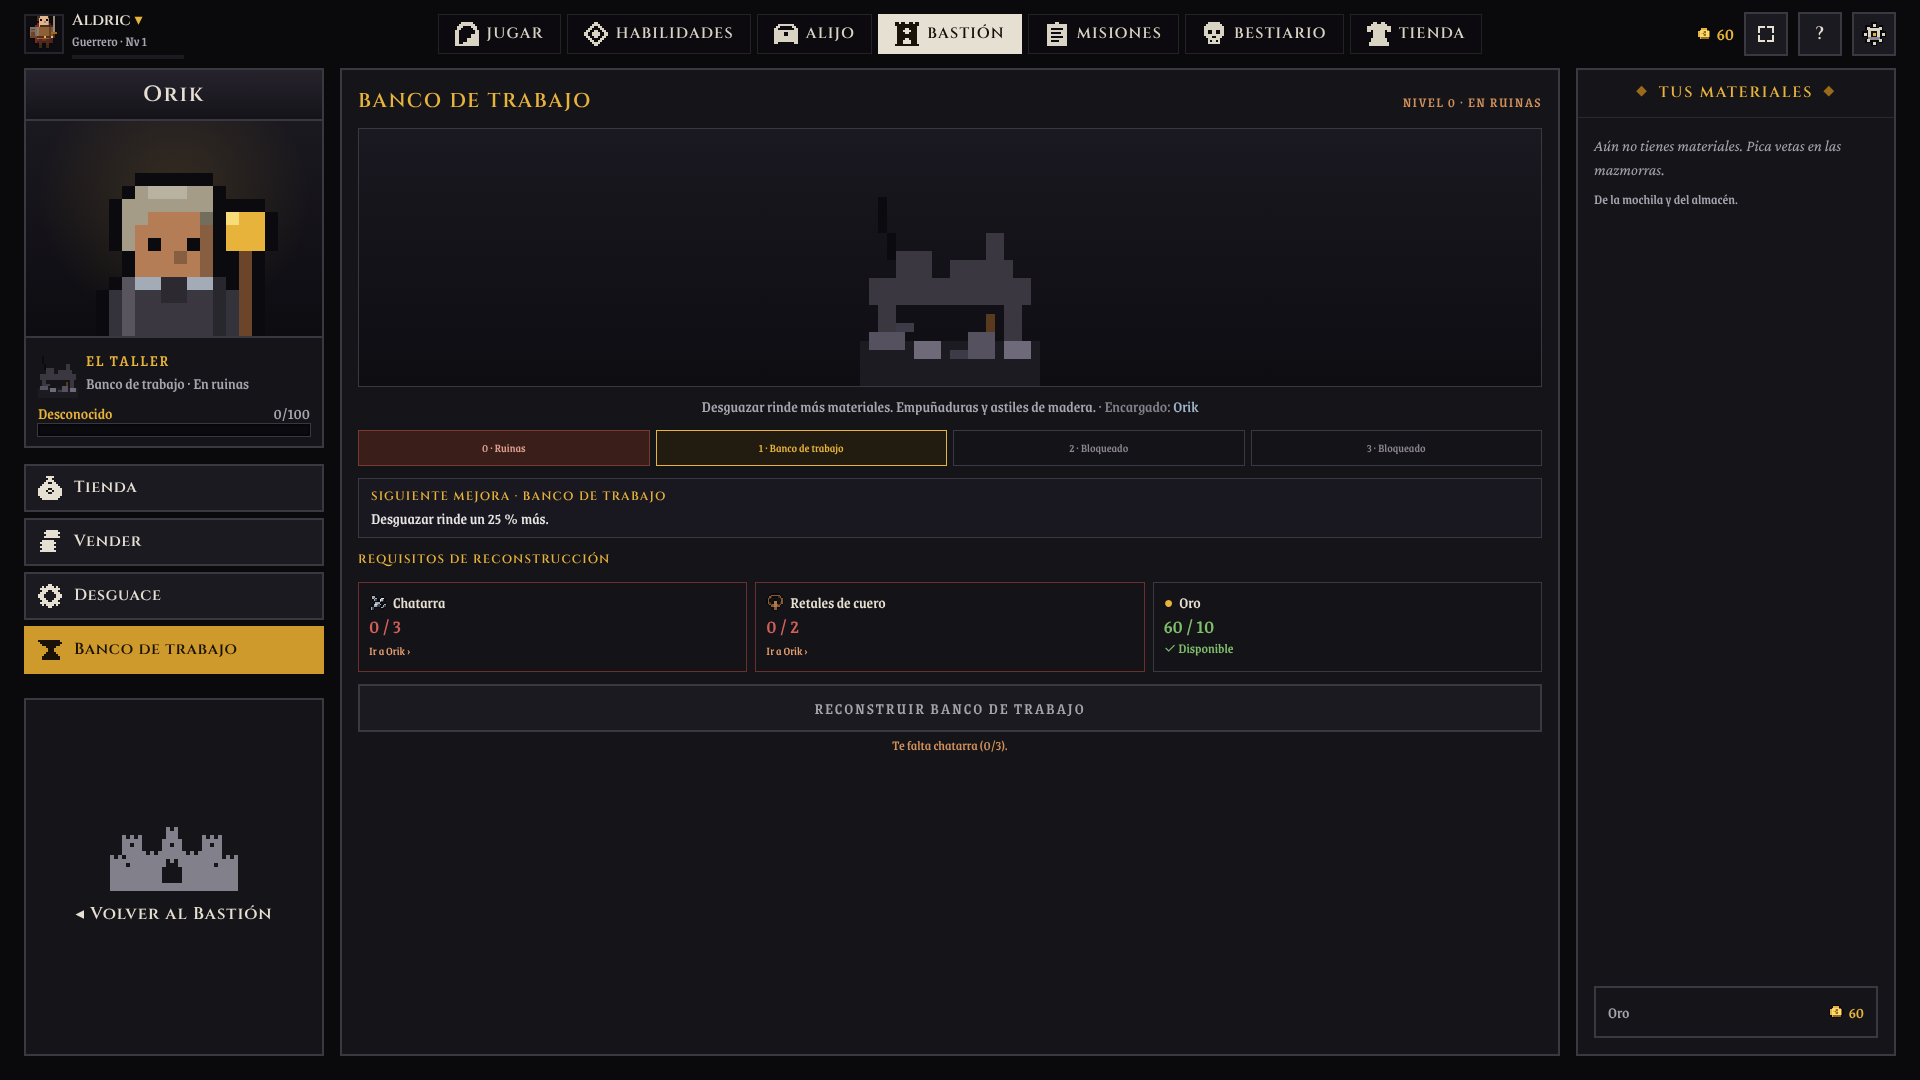 ALDRIC ▾
Guerrero · Nv 1
JUGAR
HABILIDADES
ALIJO
BASTIÓN
MISIONES
BESTIARIO
TIENDA
60
?
ORIK
EL TALLER
Banco de trabajo · En ruinas
Desconocido 0/100
TIENDA
VENDER
DESGUACE
BANCO DE TRABAJO
◂ VOLVER AL BASTIÓN
BANCO DE TRABAJO
NIVEL 0 · EN RUINAS
Desguazar rinde más materiales. Empuñaduras y astiles de madera. · Encargado: Orik
0 · Ruinas
1 · Banco de trabajo
2 · Bloqueado
3 · Bloqueado
SIGUIENTE MEJORA · BANCO DE TRABAJO
Desguazar rinde un 25 % más.
REQUISITOS DE RECONSTRUCCIÓN
Chatarra
0 / 3
Ir a Orik ›
Retales de cuero
0 / 2
Ir a Orik ›
Oro
60 / 10
✓ Disponible
RECONSTRUIR BANCO DE TRABAJO
Te falta chatarra (0/3).
◆ TUS MATERIALES ◆
Aún no tienes materiales. Pica vetas en las
mazmorras.
De la mochila y del almacén.
Oro 60